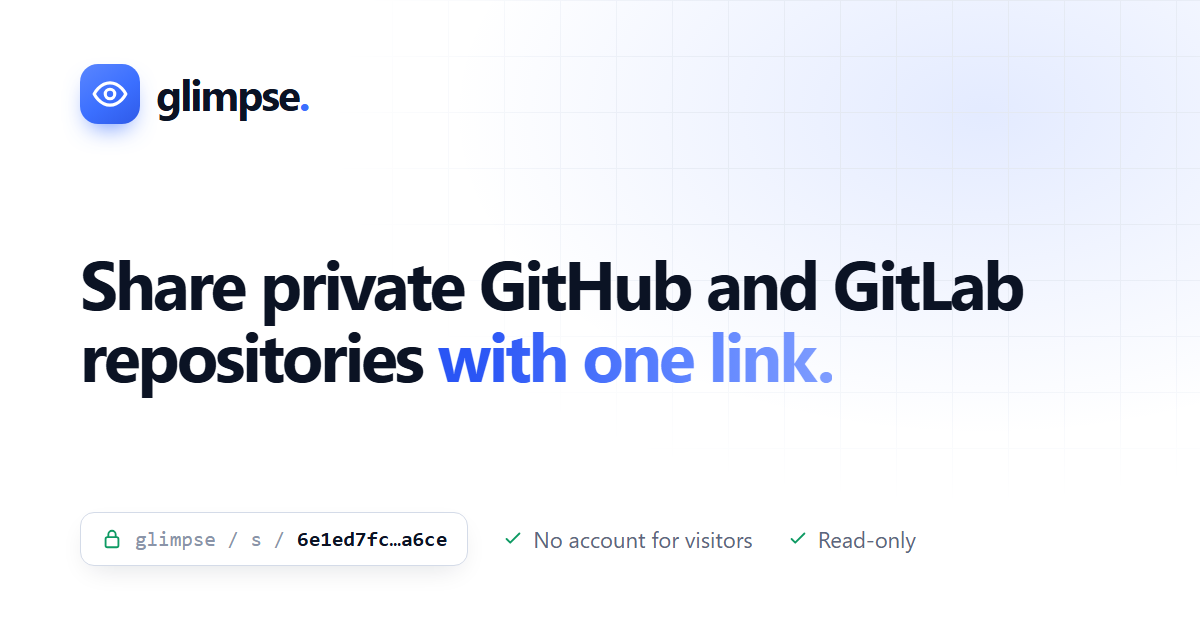 glimpse.
Share private GitHub and GitLab
repositories with one link.
glimpse / s / 6e1ed7fc…a6ce
No account for visitors
Read-only